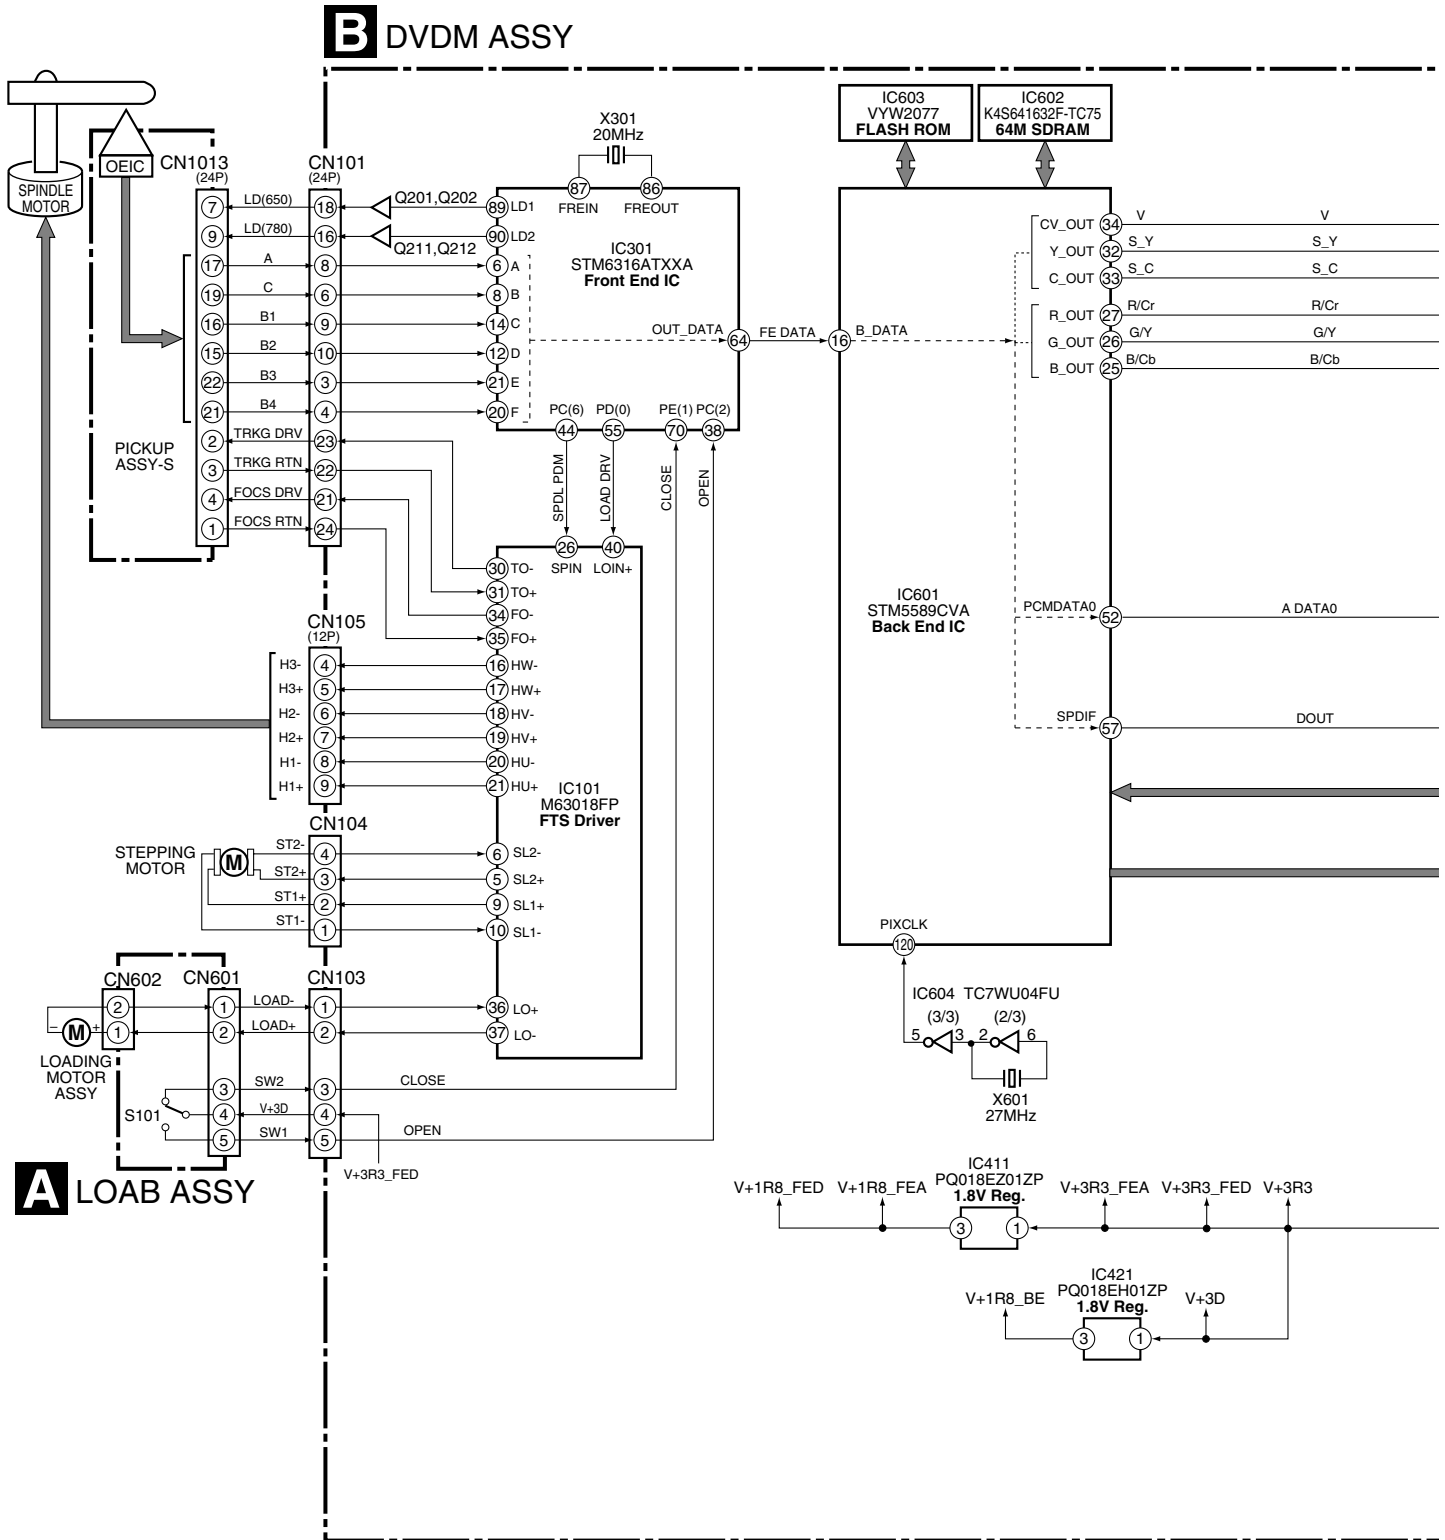 B DVDM ASSY
IC603
VYW2077
FLASH ROM
IC602
K4S641632F-TC75
64M SDRAM
X301
20MHz
OEIC
SPINDLE
MOTOR
CN1013
(24P)
CN101
(24P)
7 LD(650) 18 Q201,Q202 89 LD1
9 LD(780) 16 Q211,Q212 90 LD2
17 A 8 6 A
19 C 6 8 B
16 B1 9 14 C
15 B2 10 12 D
22 B3 3 21 E
21 B4 4 20 F
2 TRKG DRV 23
3 TRKG RTN 22
4 FOCS DRV 21
1 FOCS RTN 24
PICKUP
ASSY-S
87 86
FREIN FREOUT
IC301
STM6316ATXXA
Front End IC
OUT_DATA 64 FE DATA 16 B_DATA
PC(6) PD(0) PE(1) PC(2)
44 55 70 38
SPDL PDM
LOAD DRV
CLOSE
OPEN
26 40
SPIN LOIN+
30 TO-
31 TO+
34 FO-
35 FO+
CV_OUT 34 V V
Y_OUT 32 S_Y S_Y
C_OUT 33 S_C S_C
R_OUT 27 R/Cr R/Cr
G_OUT 26 G/Y G/Y
B_OUT 25 B/Cb B/Cb
IC601
STM5589CVA
Back End IC
PCMDATA0 52 A DATA0
SPDIF 57 DOUT
CN105
(12P)
H3- 4 16 HW-
H3+ 5 17 HW+
H2- 6 18 HV-
H2+ 7 19 HV+
H1- 8 20 HU-
H1+ 9 21 HU+
IC101
M63018FP
FTS Driver
CN104
STEPPING
MOTOR
M
ST2- 4 6 SL2-
ST2+ 3 5 SL2+
ST1+ 2 9 SL1+
ST1- 1 10 SL1-
PIXCLK
120
IC604 TC7WU04FU
(3/3) (2/3)
5 3 2 6
X601
27MHz
CN602 CN601 CN103
2 1 LOAD- 1 36 LO+
− M + 1 2 LOAD+ 2 37 LO-
LOADING
MOTOR
ASSY
3 SW2 3 CLOSE
S101 4 V+3D 4
5 SW1 5 OPEN
V+3R3_FED
A LOAB ASSY
IC411
PQ018EZ01ZP
1.8V Reg.
V+1R8_FED V+1R8_FEA V+3R3_FEA V+3R3_FED V+3R3
3 1
IC421
PQ018EH01ZP
1.8V Reg.
V+1R8_BE V+3D
3 1